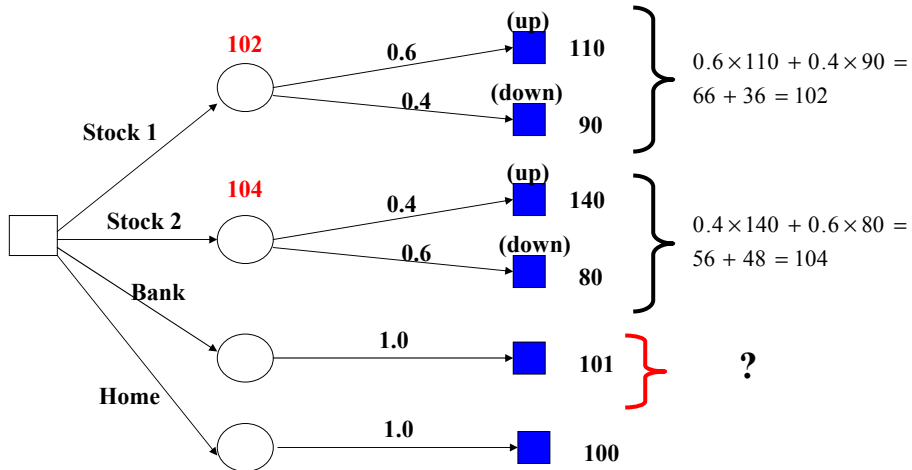 (up)
102
0.6
110
0.6 × 110 + 0.4 × 90 =
66 + 36 = 102
(down)
0.4
90
Stock 1
(up)
104
0.4
140
Stock 2
0.4 × 140 + 0.6 × 80 =
56 + 48 = 104
(down)
0.6
80
Bank
1.0
101
?
Home
1.0
100